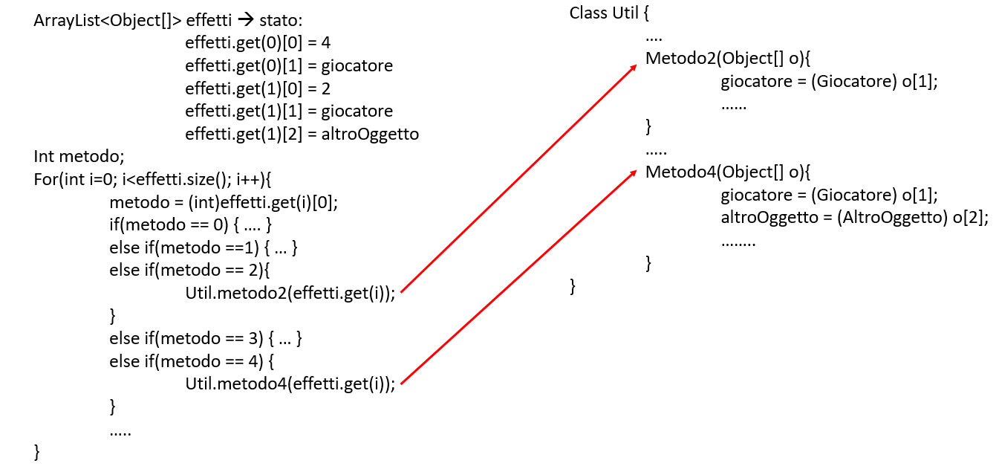 ArrayList<Object[]> effetti → stato:
effetti.get(0)[0] = 4
effetti.get(0)[1] = giocatore
effetti.get(1)[0] = 2
effetti.get(1)[1] = giocatore
effetti.get(1)[2] = altroOggetto
Int metodo;
For(int i=0; i<effetti.size(); i++){
metodo = (int)effetti.get(i)[0];
if(metodo == 0) { .... }
else if(metodo ==1) { ... }
else if(metodo == 2){
Util.metodo2(effetti.get(i));
}
else if(metodo == 3) { ... }
else if(metodo == 4) {
Util.metodo4(effetti.get(i));
}
.....
}
Class Util {
....
Metodo2(Object[] o){
giocatore = (Giocatore) o[1];
......
}
.....
Metodo4(Object[] o){
giocatore = (Giocatore) o[1];
altroOggetto = (AltroOggetto) o[2];
........
}
}